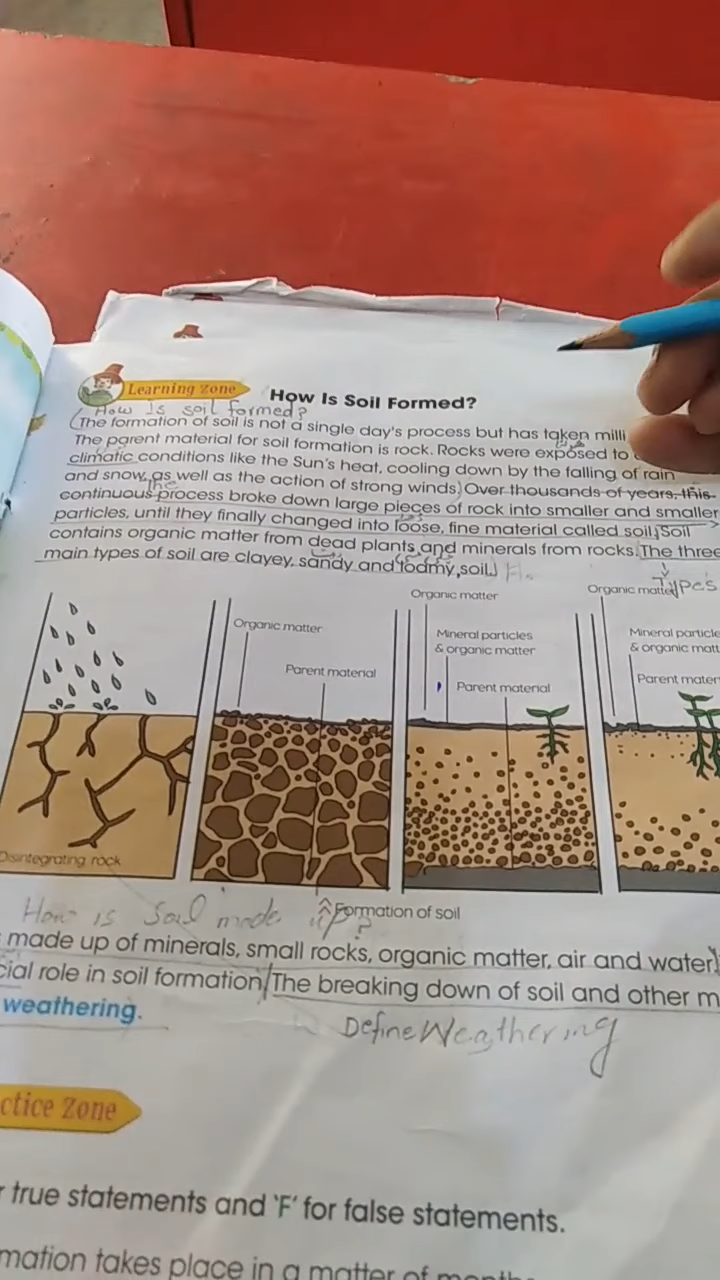 Learning Zone
How Is Soil Formed?
How Is soil formed?
(The formation of soil is not a single day's process but has taken milli
The parent material for soil formation is rock. Rocks were exposed to
climatic conditions like the Sun's heat, cooling down by the falling of rain
and snow, as well as the action of strong winds) Over thousands of years, this
the
continuous process broke down large pieces of rock into smaller and smaller
particles, until they finally changed into loose, fine material called soil. Soil
contains organic matter from dead plants and minerals from rocks. The three
main types of soil are clayey, sandy and loamy soil.
Types
Organic matter
Organic matter
Organic matter
Mineral particles
& organic matter
Mineral particle
& organic matt
Parent material
Parent material
Parent mater
Disintegrating rock
Formation of soil
How is soil made up?
made up of minerals, small rocks, organic matter, air and water)
cial role in soil formation. The breaking down of soil and other m
weathering.
Define Weathering
ctice Zone
r true statements and 'F' for false statements.
mation takes place in a matter of